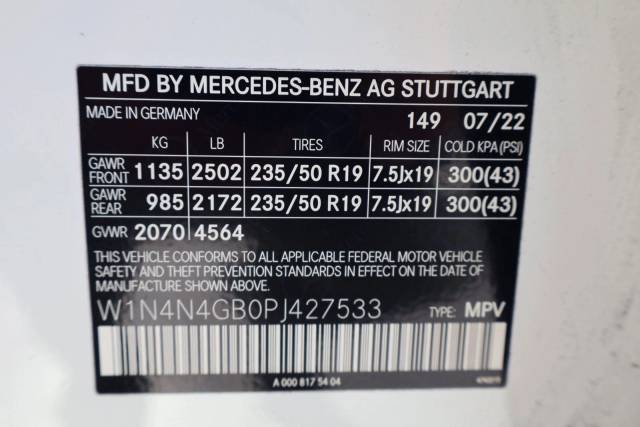 MFD BY MERCEDES-BENZ AG STUTTGART
MADE IN GERMANY 149 07/22
KG LB TIRES RIM SIZE COLD KPA (PSI)
GAWR FRONT 1135 2502 235/50 R19 7.5Jx19 300(43)
GAWR REAR 985 2172 235/50 R19 7.5Jx19 300(43)
GVWR 2070 4564
THIS VEHICLE CONFORMS TO ALL APPLICABLE FEDERAL MOTOR VEHICLE
SAFETY AND THEFT PREVENTION STANDARDS IN EFFECT ON THE DATE OF
MANUFACTURE SHOWN ABOVE
W1N4N4GB0PJ427533 TYPE: MPV
A 000 817 54 04